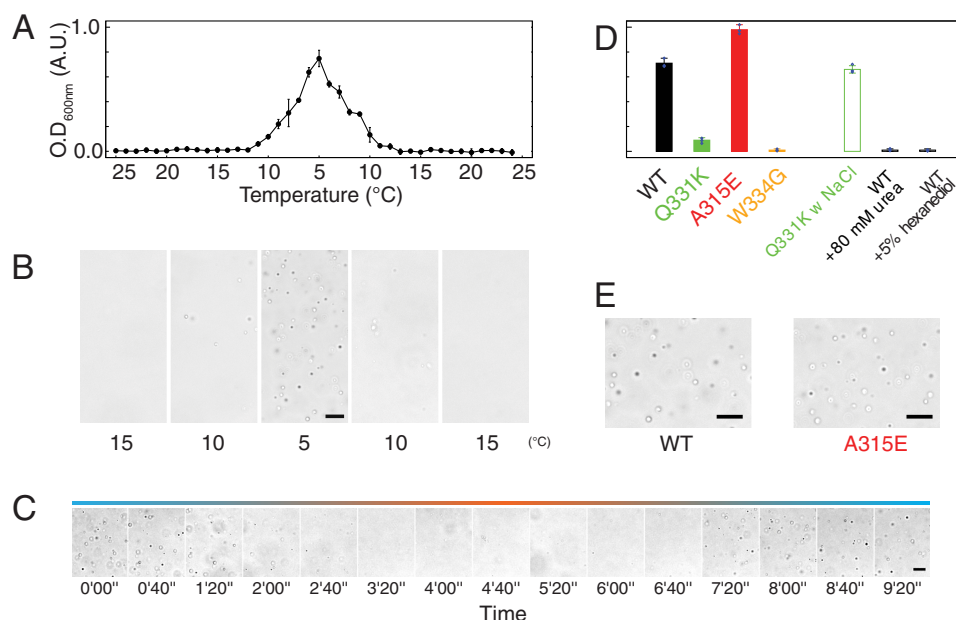 A
1.0
0.0
O.D600nm (A.U.)
25 20 15 10 5 10 15 20 25
Temperature (°C)
B
15 10 5 10 15 (°C)
C
0'00" 0'40" 1'20" 2'00" 2'40" 3'20" 4'00" 4'40" 5'20" 6'00" 6'40" 7'20" 8'00" 8'40" 9'20"
Time
D
WT
Q331K
A315E
W334G
Q331K w NaCl
WT
+80 mM urea
WT
+5% hexanediol
E
WT
A315E